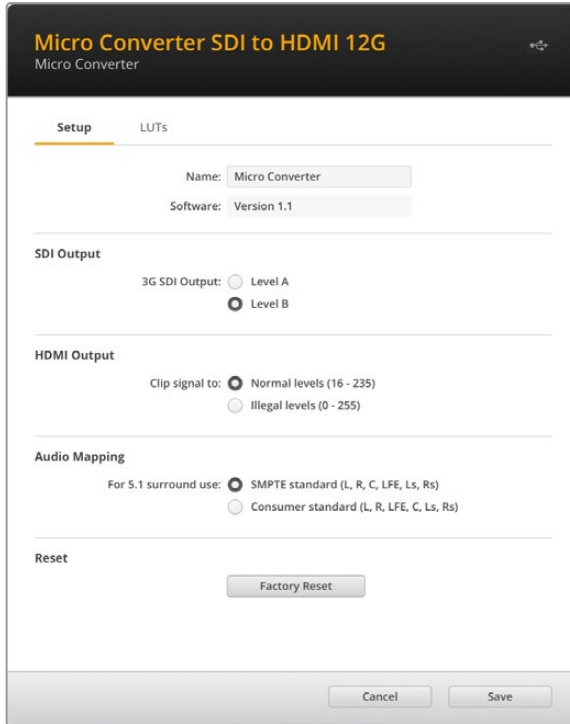 Micro Converter SDI to HDMI 12G
Micro Converter
Setup LUTs
Name: Micro Converter
Software: Version 1.1
SDI Output
3G SDI Output: Level A
Level B
HDMI Output
Clip signal to: Normal levels (16 - 235)
Illegal levels (0 - 255)
Audio Mapping
For 5.1 surround use: SMPTE standard (L, R, C, LFE, Ls, Rs)
Consumer standard (L, R, LFE, C, Ls, Rs)
Reset
Factory Reset
Cancel Save